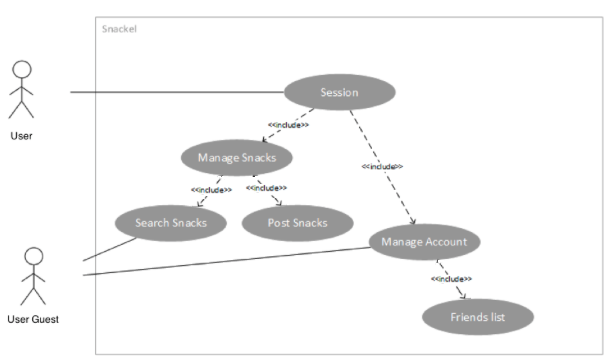 Snackel
Session
User
<<include>>
Manage Snacks
<<include>>
<<include>>
<<include>>
Search Snacks
Post Snacks
Manage Account
<<include>>
User Guest
Friends list